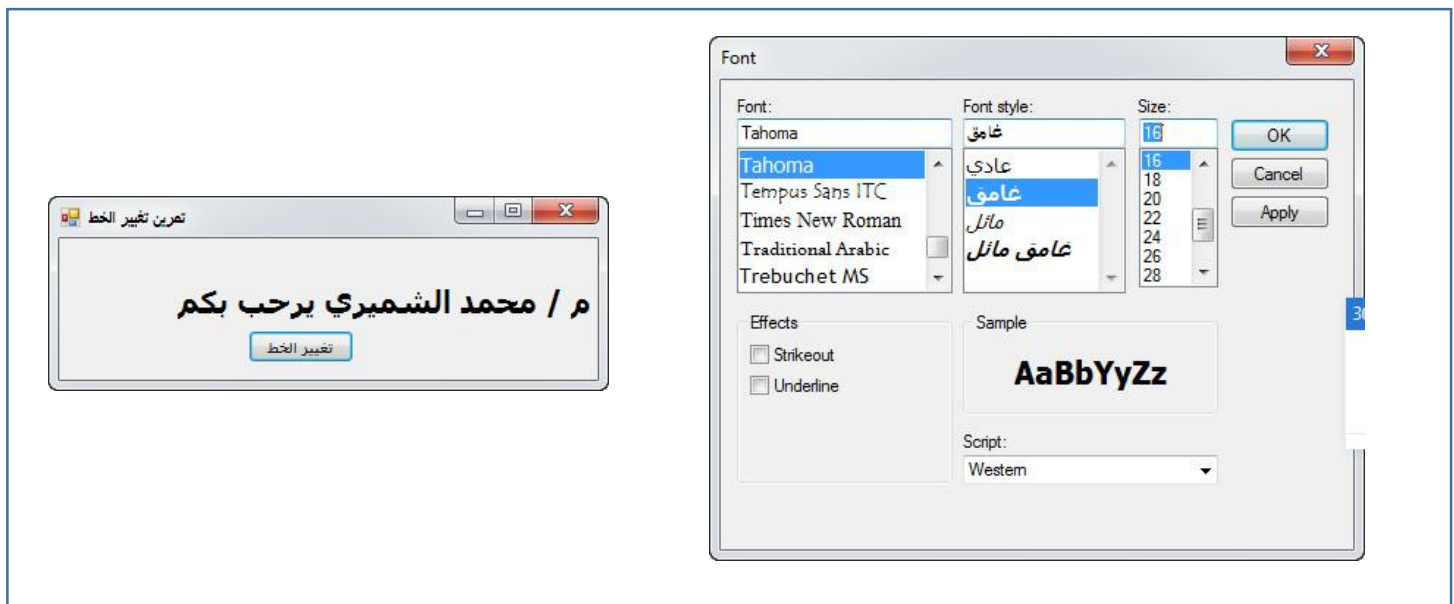 تمرين تغيير الخط
م / محمد الشميري يرحب بكم
تغيير الخط
Font
Font:
Tahoma
Tahoma
Tempus Sans ITC
Times New Roman
Traditional Arabic
Trebuchet MS
Font style:
غامق
عادي
غامق
مائل
غامق مائل
Size:
16
16
18
20
22
24
26
28
OK
Cancel
Apply
Effects
Strikeout
Underline
Sample
AaBbYyZz
Script:
Western